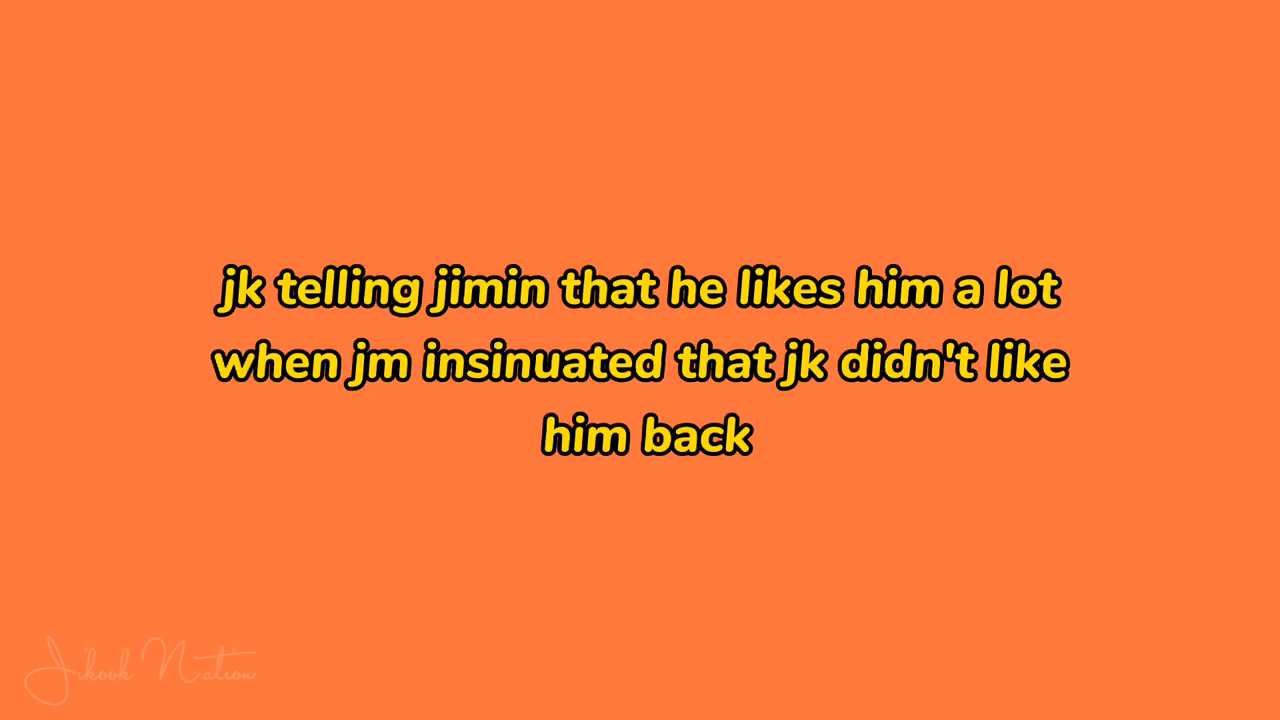 jk telling jimin that he likes him a lot
when jm insinuated that jk didn't like
him back
Jikook Nation